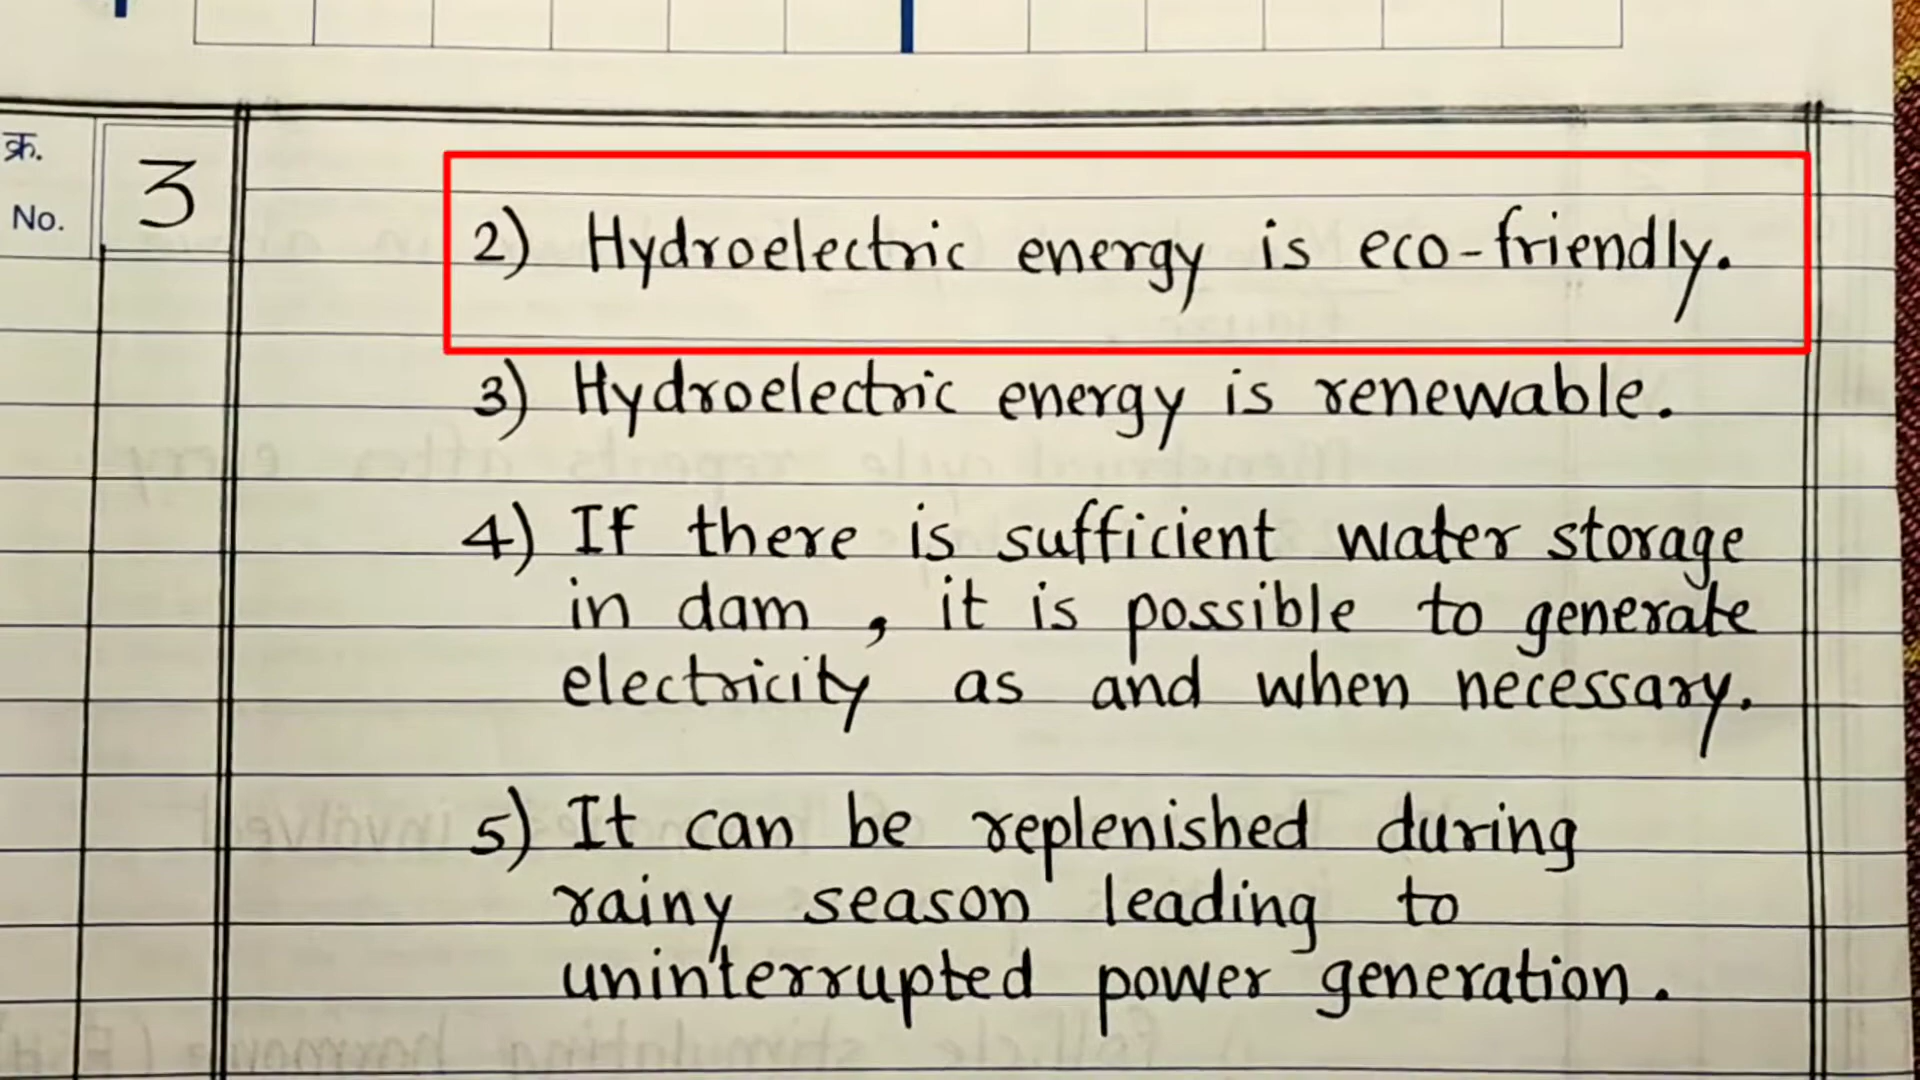 क्र.
No.
3
2) Hydroelectric energy is eco-friendly.
3) Hydroelectric energy is renewable.
4) If there is sufficient water storage
in dam, it is possible to generate
electricity as and when necessary.
5) It can be replenished during
rainy season leading to
uninterrupted power generation.